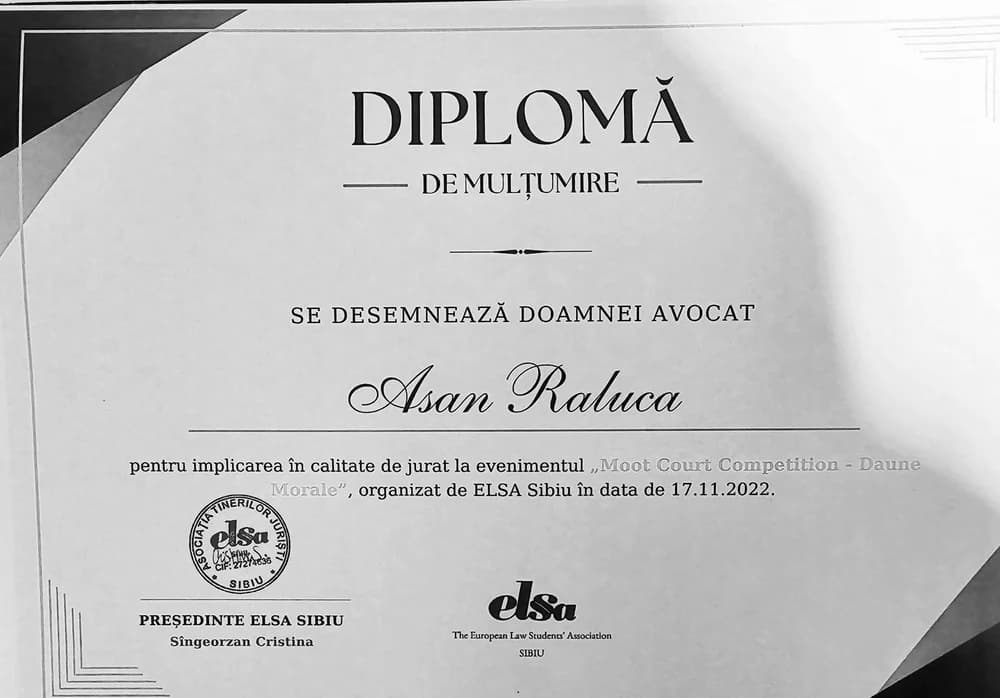 DIPLOMĂ
DE MULȚUMIRE
SE DESEMNEAZĂ DOAMNEI AVOCAT
Asan Raluca
pentru implicarea în calitate de jurat la evenimentul „Moot Court Competition - Daune
Morale”, organizat de ELSA Sibiu în data de 17.11.2022.
ASOCIAȚIA TINERILOR JURIȘTI
elsa
SIBIU
PREȘEDINTE ELSA SIBIU
Sîngeorzan Cristina
elsa
The European Law Students' Association
SIBIU